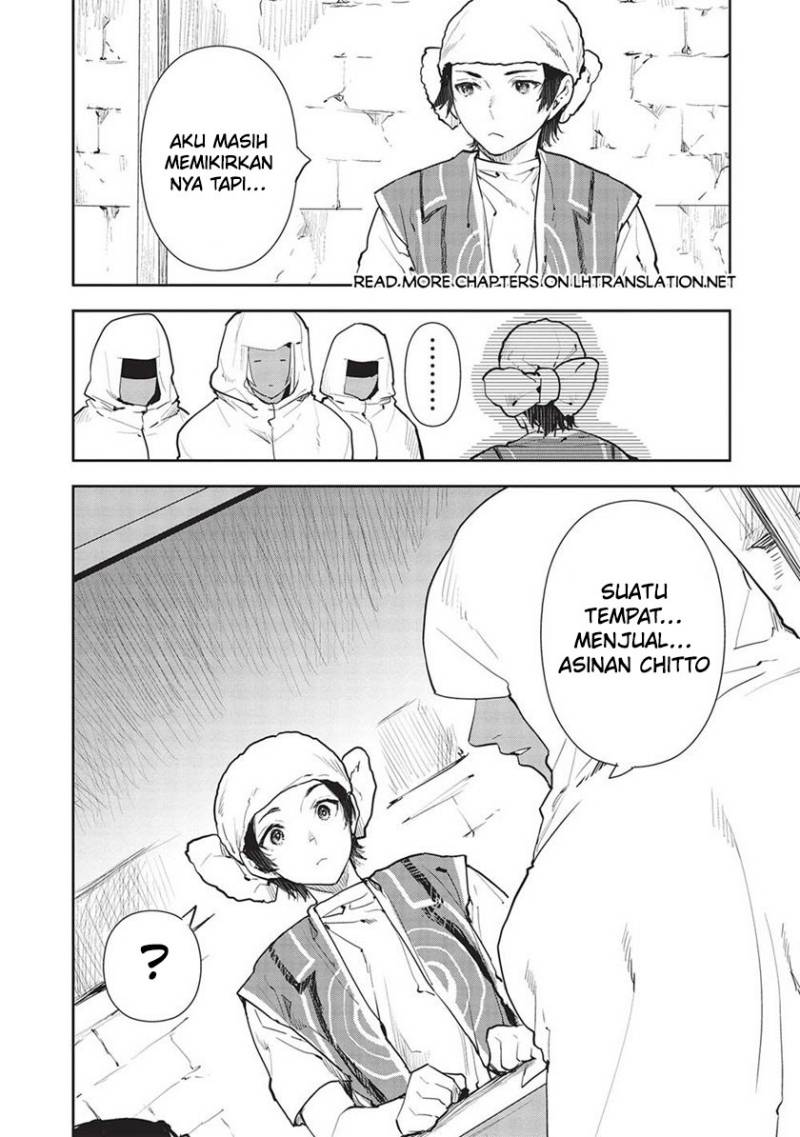 AKU MASIH
MEMIKIRKAN
NYA TAPI...
READ MORE CHAPTERS ON LHTRANSLATION.NET
......
SUATU
TEMPAT...
MENJUAL...
ASINAN CHITTO
?